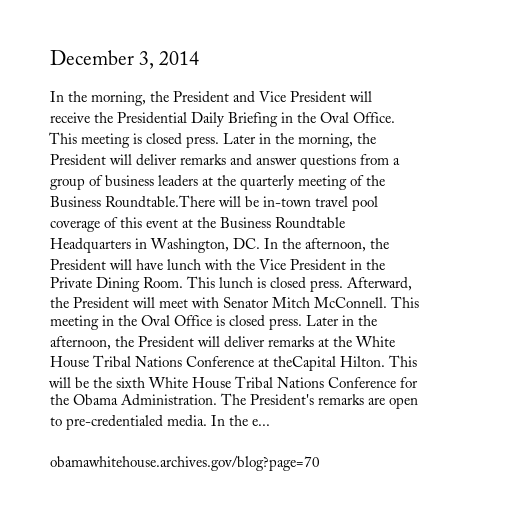 December 3, 2014
In the morning, the President and Vice President will
receive the Presidential Daily Briefing in the Oval Office.
This meeting is closed press. Later in the morning, the
President will deliver remarks and answer questions from a
group of business leaders at the quarterly meeting of the
Business Roundtable.There will be in-town travel pool
coverage of this event at the Business Roundtable
Headquarters in Washington, DC. In the afternoon, the
President will have lunch with the Vice President in the
Private Dining Room. This lunch is closed press. Afterward,
the President will meet with Senator Mitch McConnell. This
meeting in the Oval Office is closed press. Later in the
afternoon, the President will deliver remarks at the White
House Tribal Nations Conference at theCapital Hilton. This
will be the sixth White House Tribal Nations Conference for
the Obama Administration. The President's remarks are open
to pre-credentialed media. In the e...
obamawhitehouse.archives.gov/blog?page=70